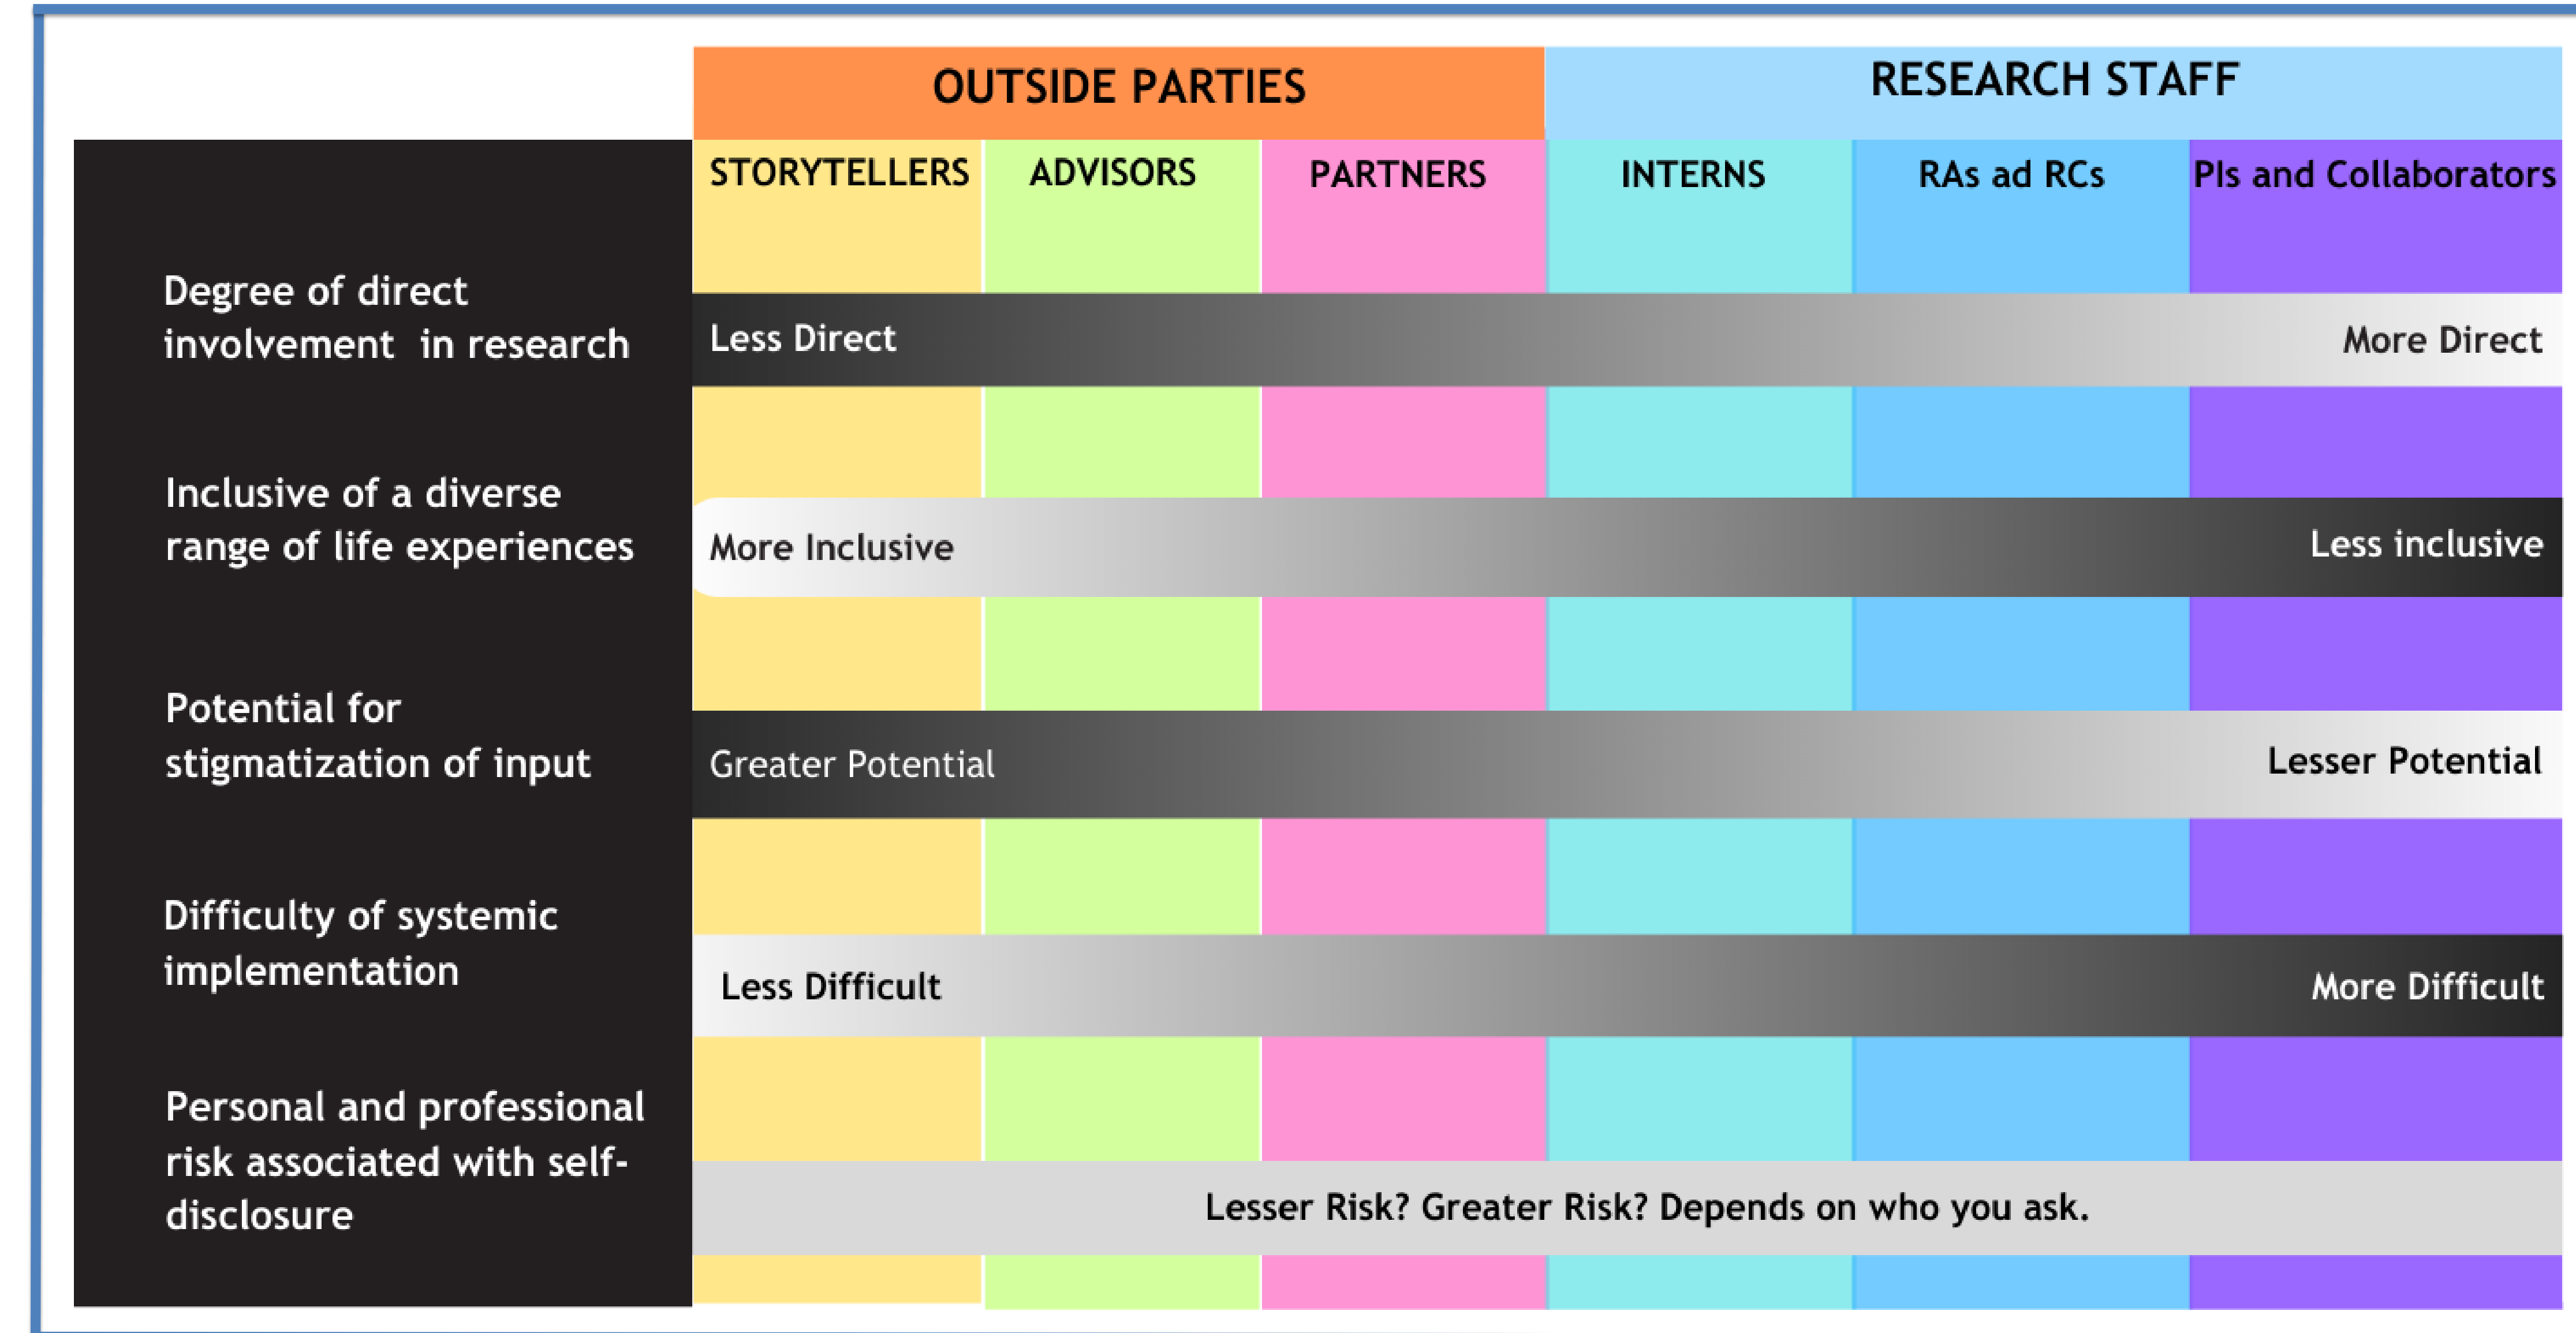 OUTSIDE PARTIES
RESEARCH STAFF
STORYTELLERS
ADVISORS
PARTNERS
INTERNS
RAs ad RCs
PIs and Collaborators
Degree of direct
involvement in research
Less Direct
More Direct
Inclusive of a diverse
range of life experiences
More Inclusive
Less inclusive
Potential for
stigmatization of input
Greater Potential
Lesser Potential
Difficulty of systemic
implementation
Less Difficult
More Difficult
Personal and professional
risk associated with self-
disclosure
Lesser Risk? Greater Risk? Depends on who you ask.